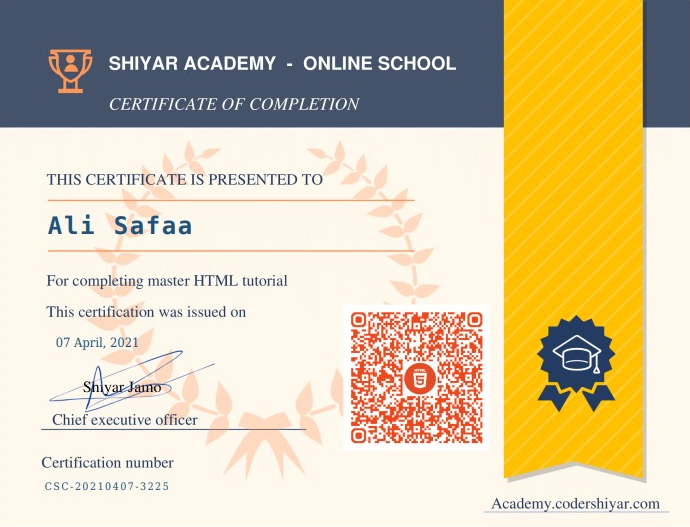 SHIYAR ACADEMY - ONLINE SCHOOL
CERTIFICATE OF COMPLETION
THIS CERTIFICATE IS PRESENTED TO
Ali Safaa
For completing master HTML tutorial
This certification was issued on
07 April, 2021
HTML
Shiyar Jamo
Chief executive officer
Certification number
CSC-20210407-3225
Academy.codershiyar.com